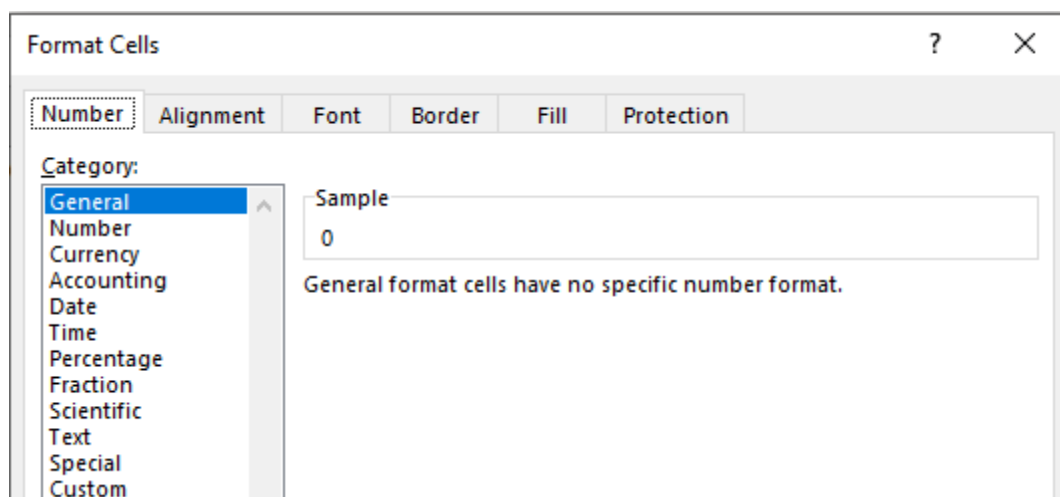 Format Cells ?
Number Alignment Font Border Fill Protection
Category:
General
Number
Currency
Accounting
Date
Time
Percentage
Fraction
Scientific
Text
Special
Custom
Sample
0
General format cells have no specific number format.